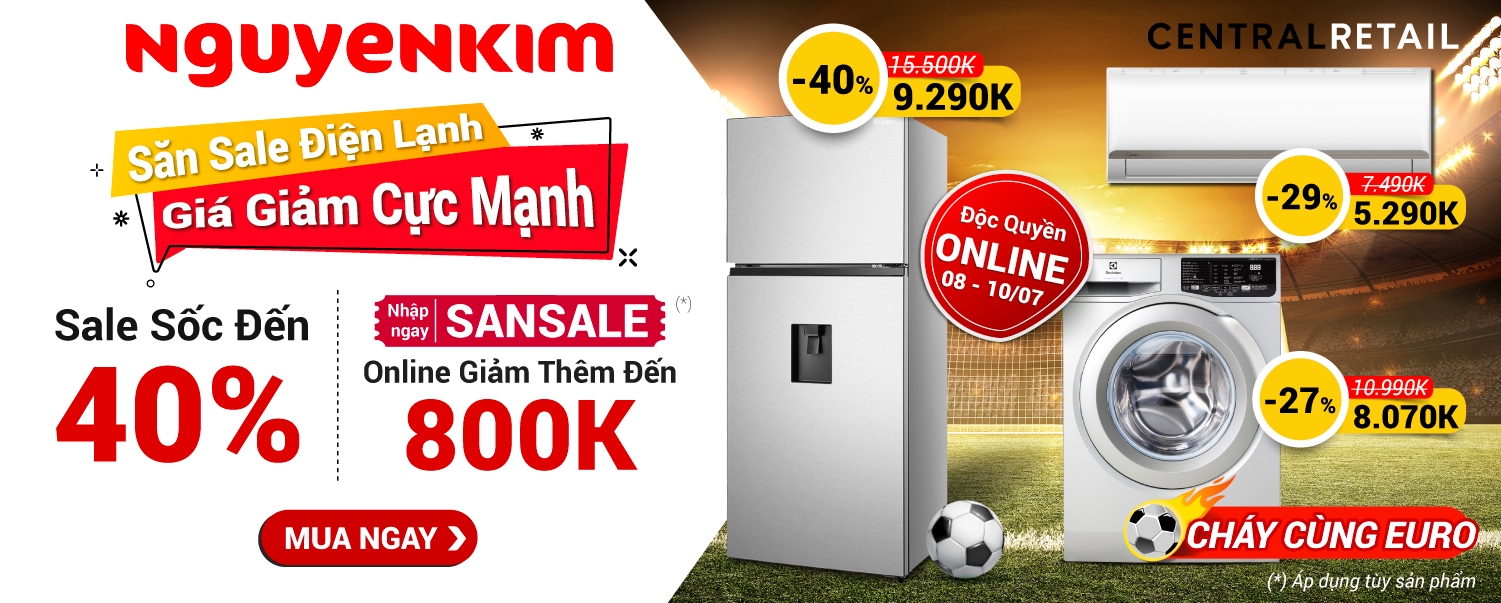 NGUYENKIM
Săn Sale Điện Lạnh
Giá Giảm Cực Mạnh
Sale Sốc Đến
40%
Nhập
ngay
SANSALE
(*)
Online Giảm Thêm Đến
800K
MUA NGAY
CENTRALRETAIL
-40%
15.500K
9.290K
-29%
7.490K
5.290K
Độc Quyền
ONLINE
08 - 10/07
Electrolux
-27%
10.990K
8.070K
CHÁY CÙNG EURO
(*) Áp dụng tùy sản phẩm